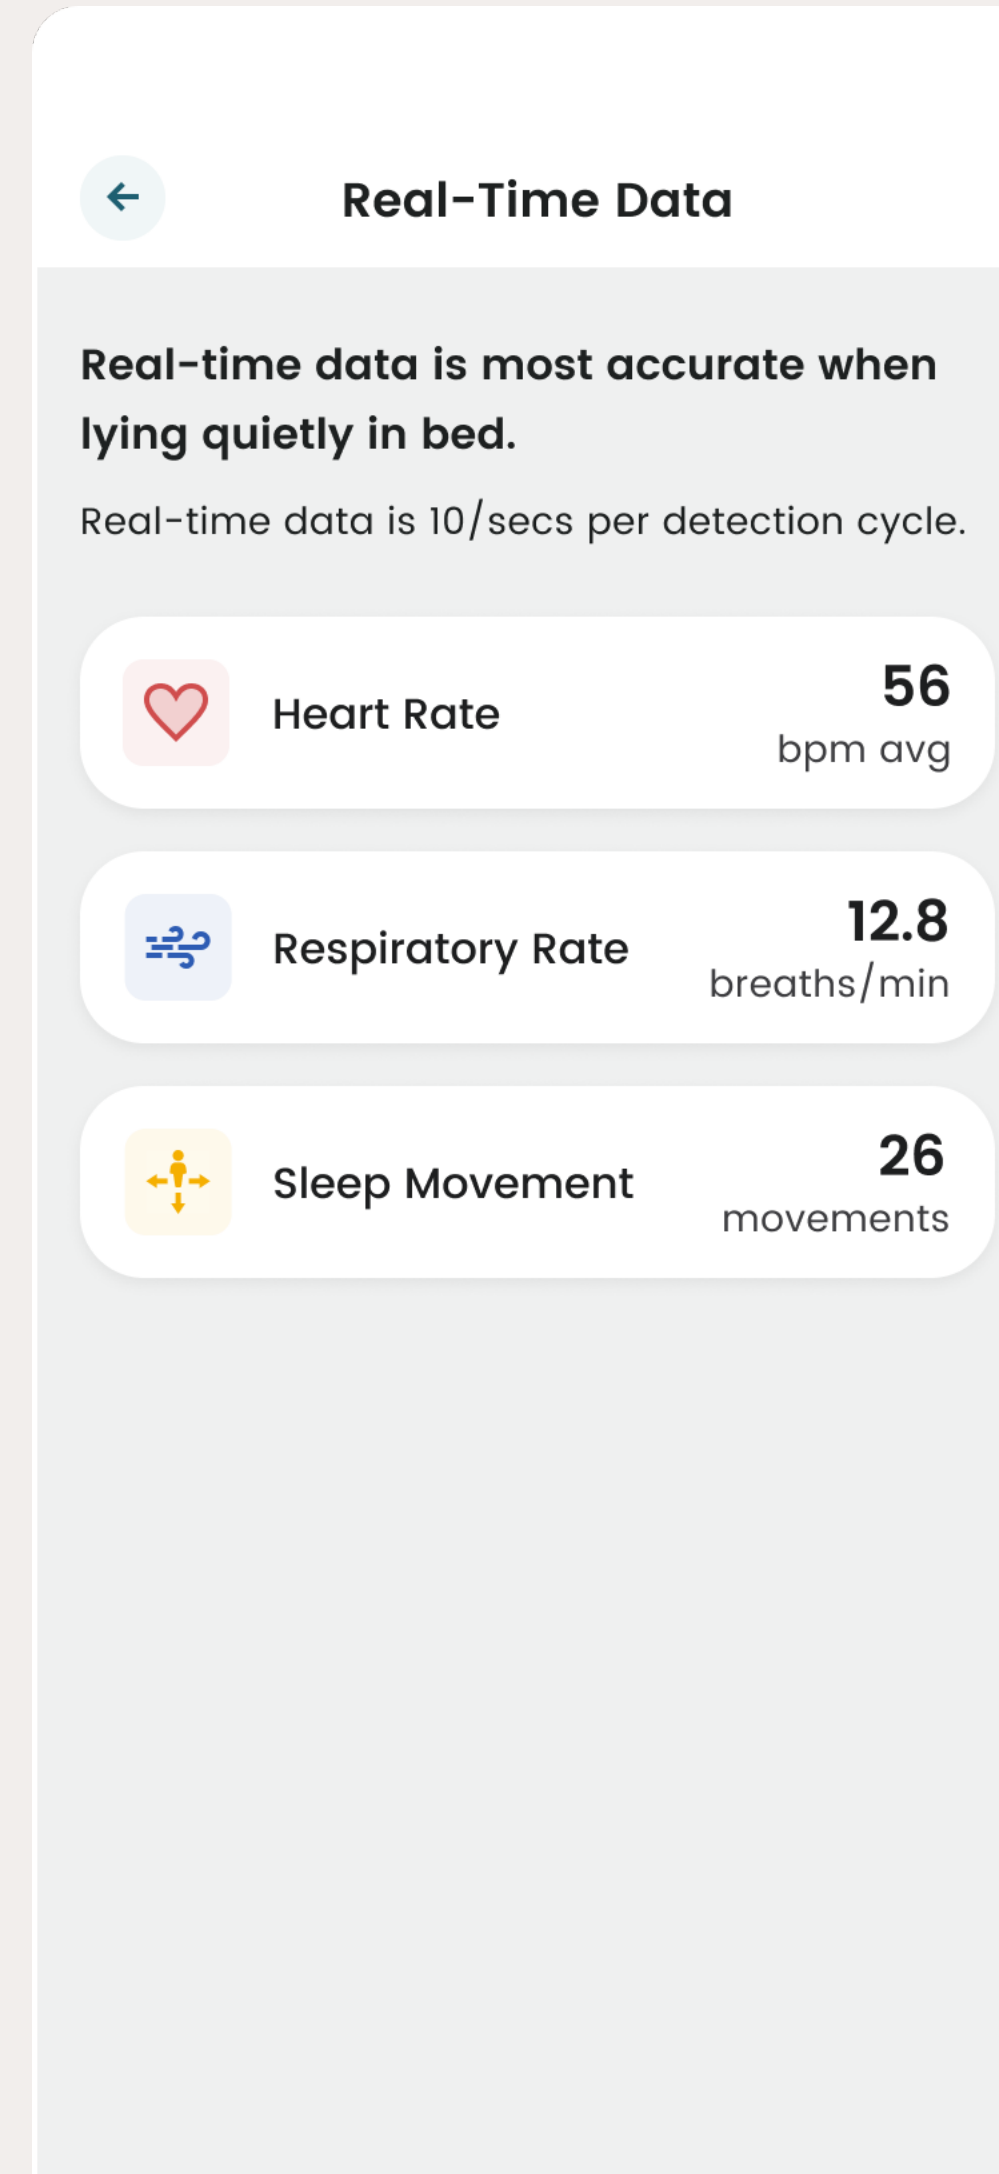 Real-Time Data
Real-time data is most accurate when
lying quietly in bed.
Real-time data is 10/secs per detection cycle.
Heart Rate
56
bpm avg
Respiratory Rate
12.8
breaths/min
Sleep Movement
26
movements